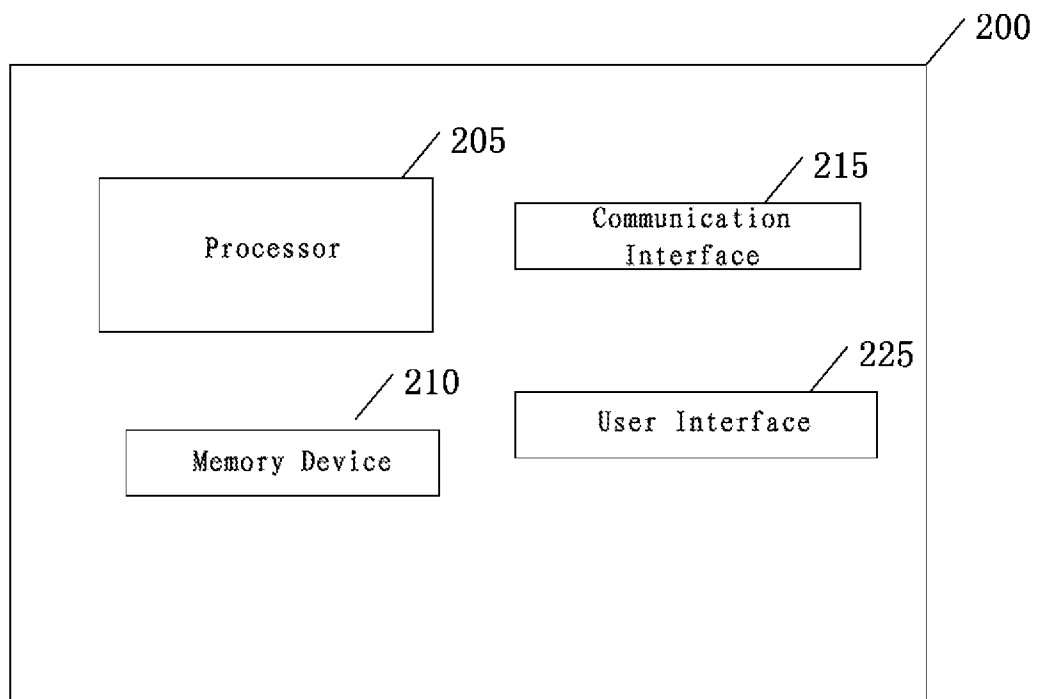 200
205
215
Processor
Communication
Interface
210
225
Memory Device
User Interface